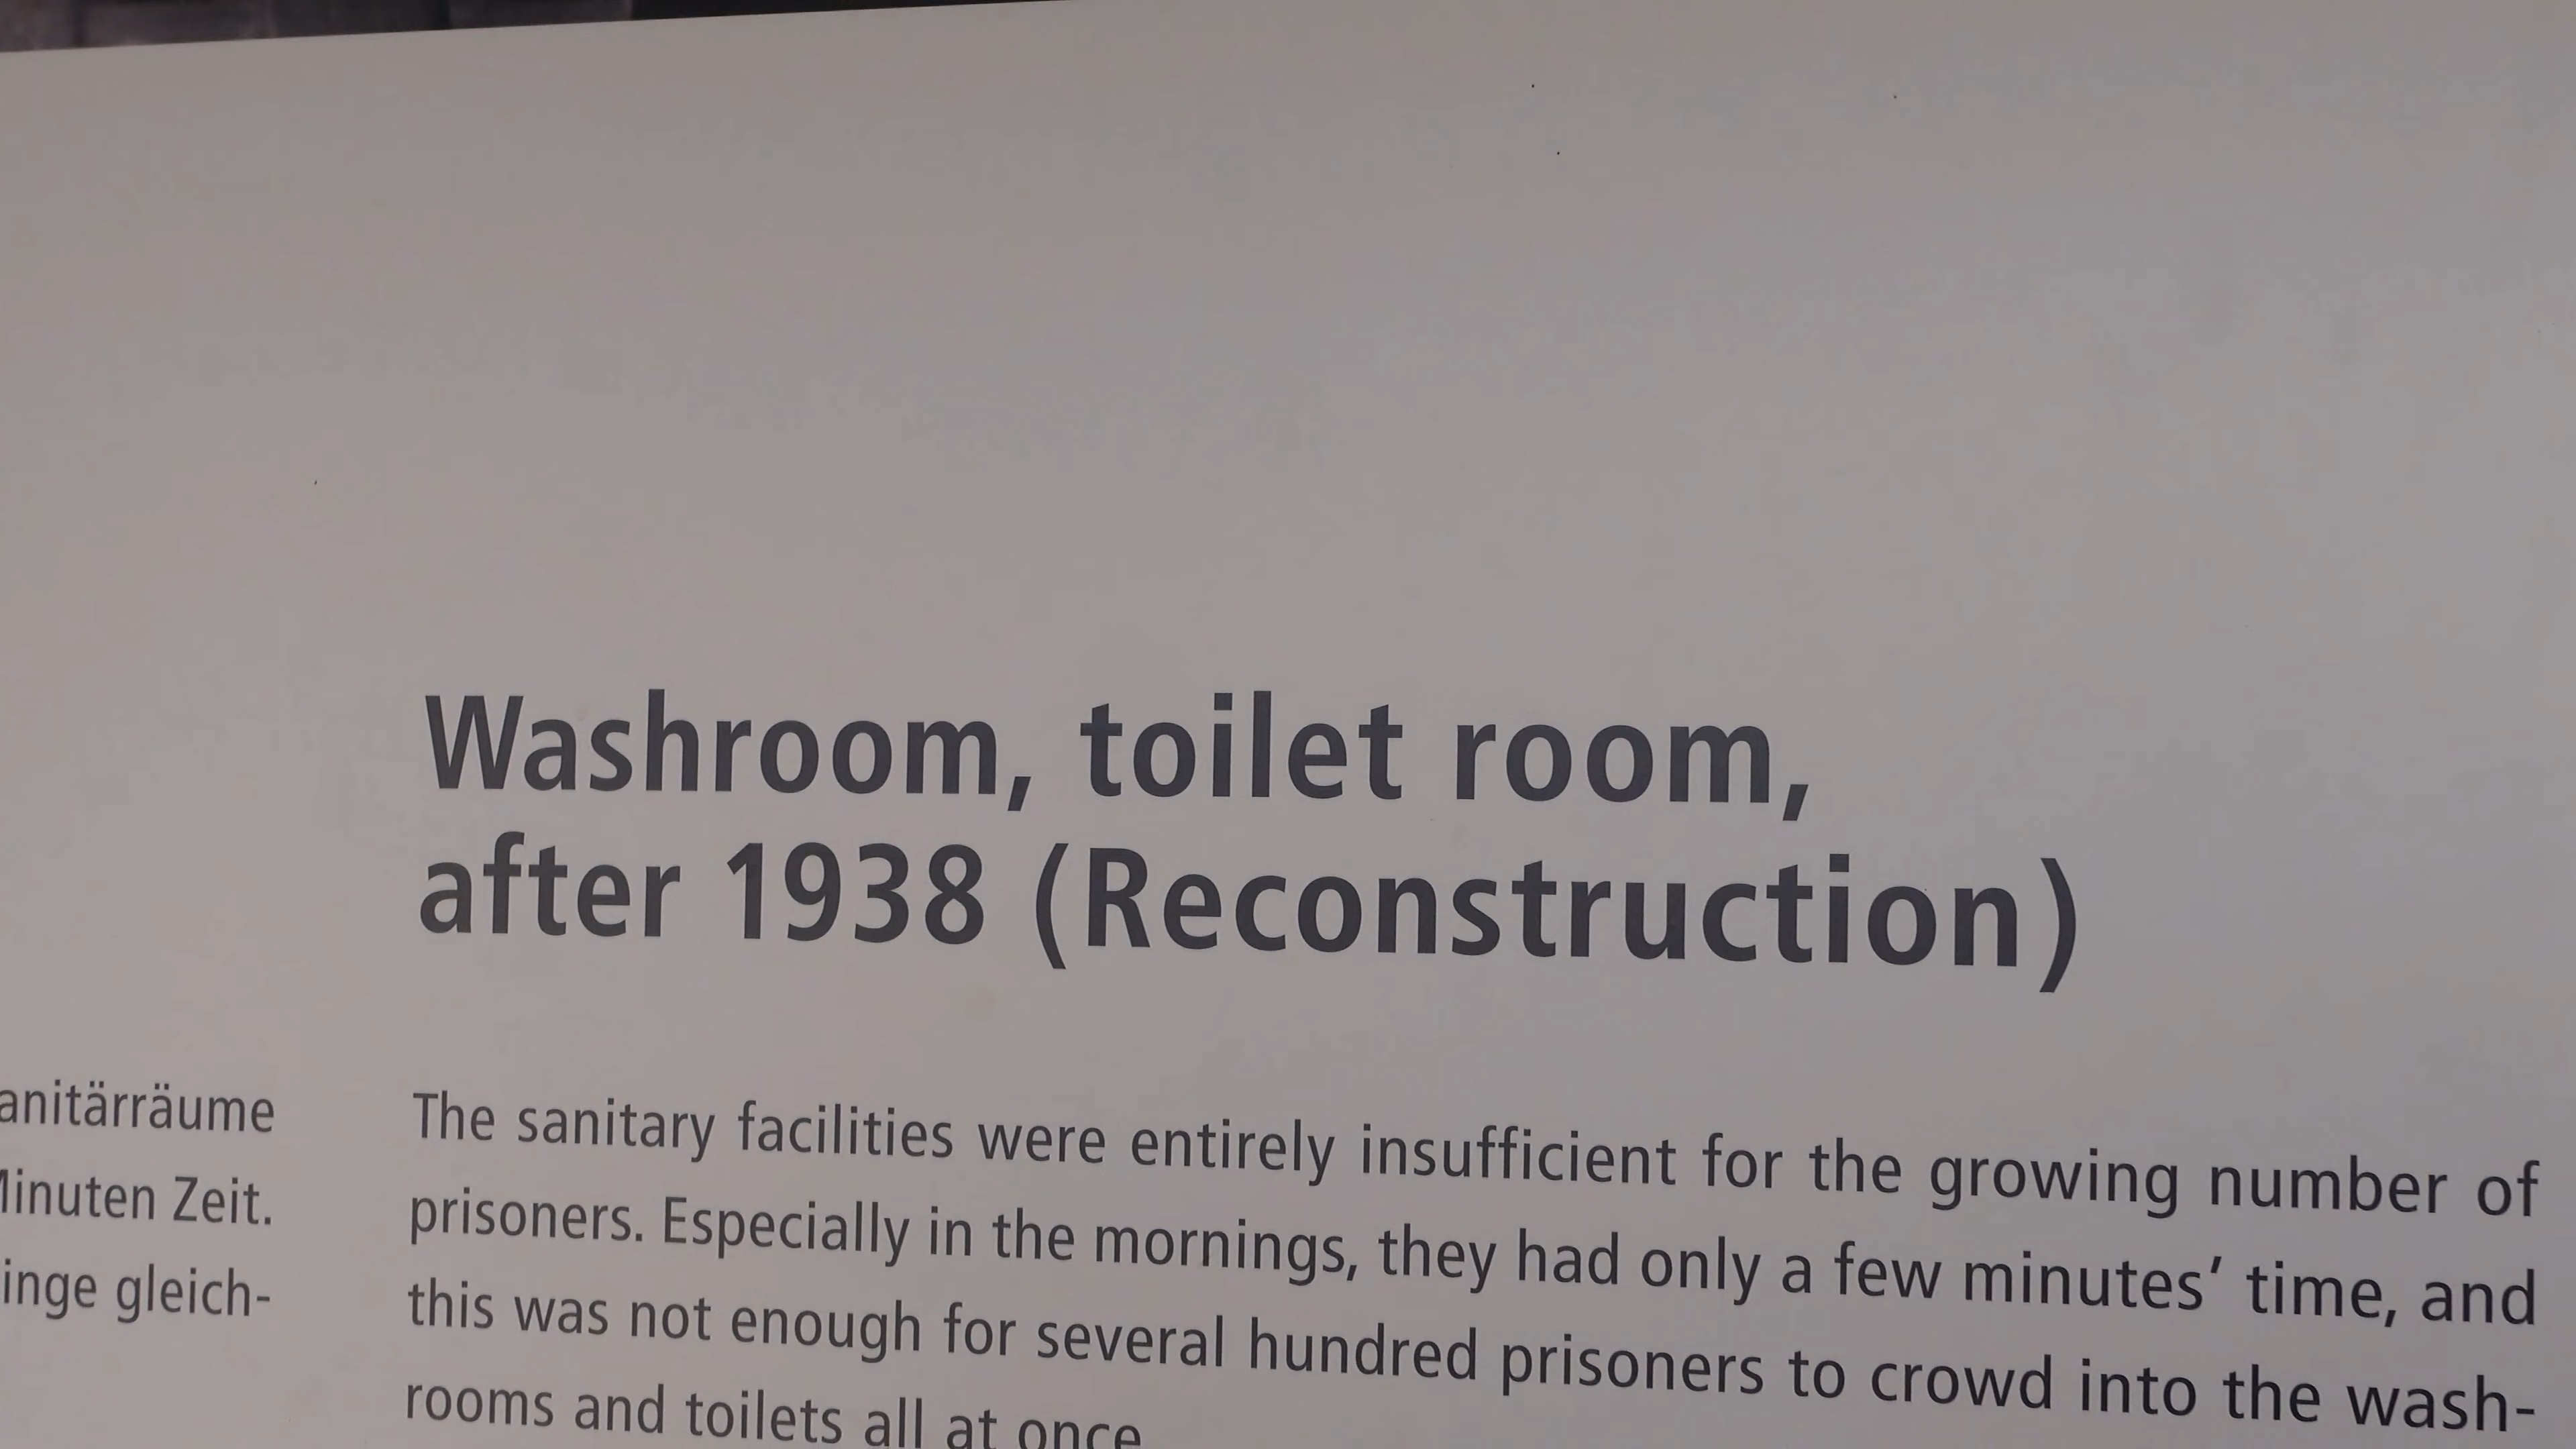 Washroom, toilet room,
after 1938 (Reconstruction)
anitärräume
Minuten Zeit.
inge gleich-
The sanitary facilities were entirely insufficient for the growing number of
prisoners. Especially in the mornings, they had only a few minutes’ time, and
this was not enough for several hundred prisoners to crowd into the wash-
rooms and toilets all at once